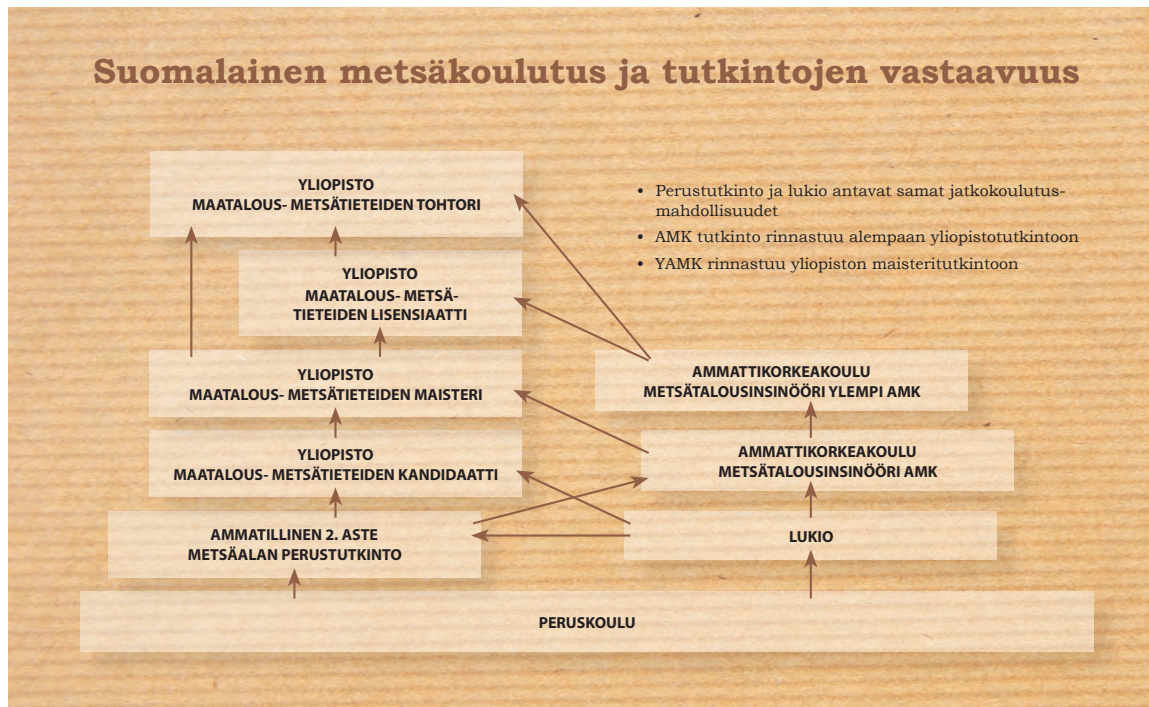 Suomalainen metsäkoulutus ja tutkintojen vastaavuus
YLIOPISTO
MAATALOUS- METSÄTIETEIDEN TOHTORI
• Perustutkinto ja lukio antavat samat jatkokoulutus-
mahdollisuudet
• AMK tutkinto rinnastuu alempaan yliopistotutkintoon
• YAMK rinnastuu yliopiston maisteritutkintoon
YLIOPISTO
MAATALOUS- METSÄ-
TIETEIDEN LISENSIAATTI
YLIOPISTO
MAATALOUS- METSÄTIETEIDEN MAISTERI
AMMATTIKORKEAKOULU
METSÄTALOUSINSINÖÖRI YLEMPI AMK
YLIOPISTO
MAATALOUS- METSÄTIETEIDEN KANDIDAATTI
AMMATTIKORKEAKOULU
METSÄTALOUSINSINÖÖRI AMK
AMMATILLINEN 2. ASTE
METSÄALAN PERUSTUTKINTO
LUKIO
PERUSKOULU